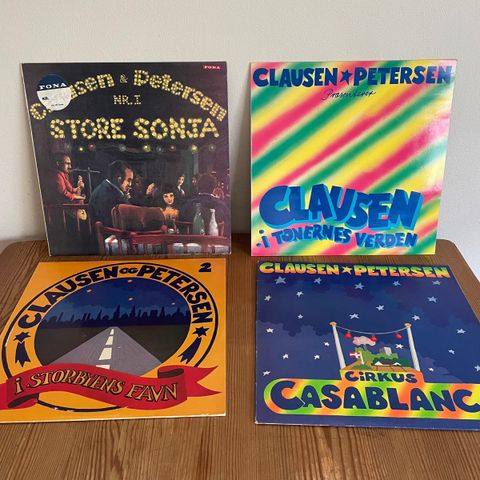 FONA
FONA
Clausen & Petersen
NR. I
STORE SONJA
CLAUSEN★PETERSEN
Præsenterer
CLAUSEN
i TONERNES VERDEN
CLAUSEN OG PETERSEN
2
I STORBYENS FAVN
CLAUSEN★PETERSEN
CiRKUS
CASABLANC